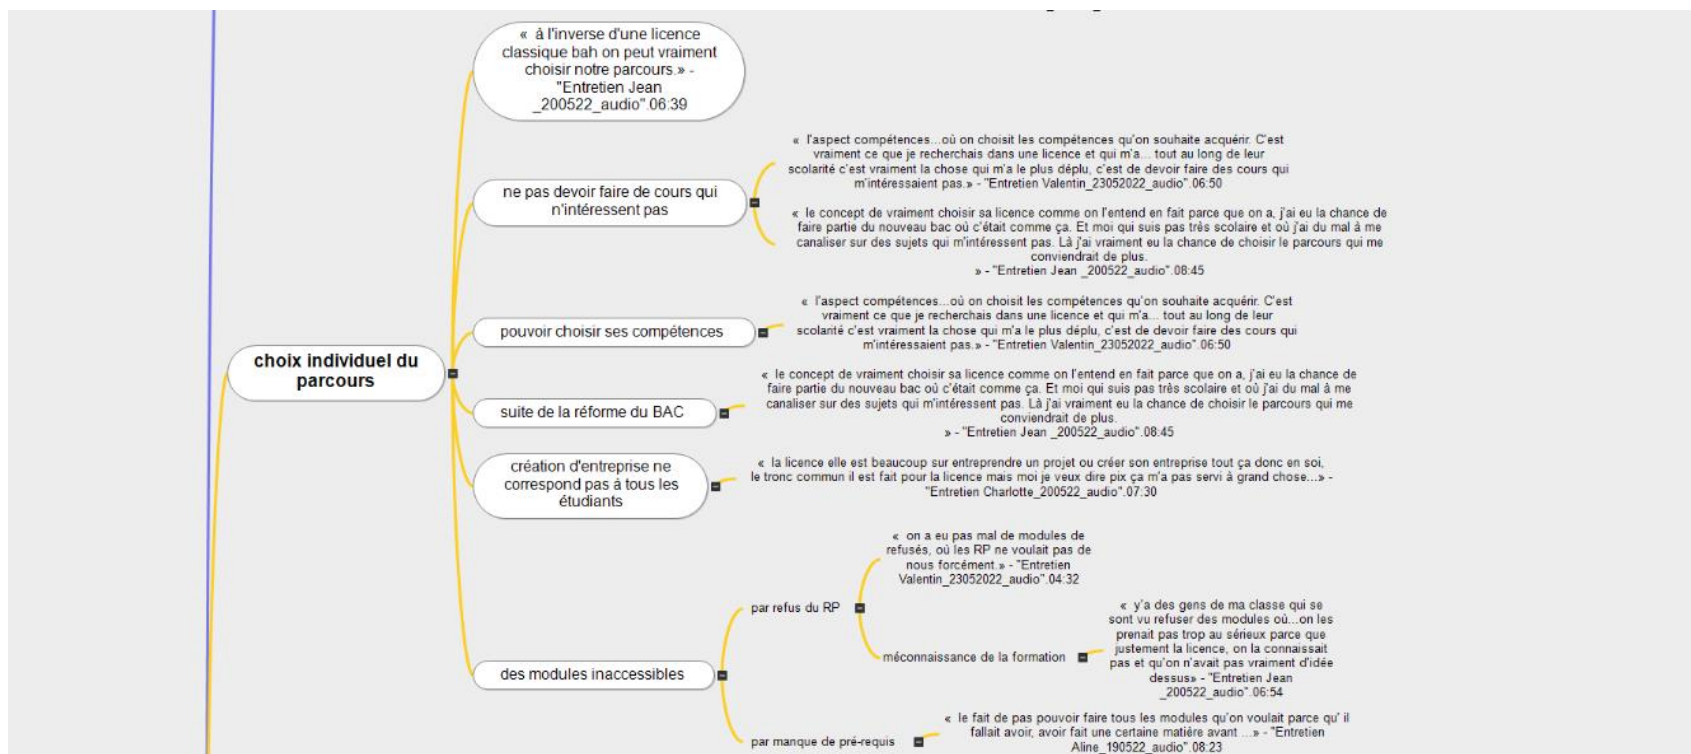 « à l'inverse d'une licence
classique bah on peut vraiment
choisir notre parcours.» -
"Entretien Jean
_200522_audio".06:39
ne pas devoir faire de cours qui
n'intéressent pas
« l'aspect compétences...où on choisit les compétences qu'on souhaite acquérir. C'est
vraiment ce que je recherchais dans une licence et qui m'a... tout au long de leur
scolarité c'est vraiment la chose qui m'a le plus déplu, c'est de devoir faire des cours qui
m'intéressaient pas.» - "Entretien Valentin_23052022_audio".06:50
« le concept de vraiment choisir sa licence comme on l'entend en fait parce que on a, j'ai eu la chance de
faire partie du nouveau bac où c'était comme ça. Et moi qui suis pas très scolaire et où j'ai du mal à me
canaliser sur des sujets qui m'intéressent pas. Là j'ai vraiment eu la chance de choisir le parcours qui me
conviendrait de plus.
» - "Entretien Jean _200522_audio".08:45
pouvoir choisir ses compétences
« l'aspect compétences...où on choisit les compétences qu'on souhaite acquérir. C'est
vraiment ce que je recherchais dans une licence et qui m'a... tout au long de leur
scolarité c'est vraiment la chose qui m'a le plus déplu, c'est de devoir faire des cours qui
m'intéressaient pas.» - "Entretien Valentin_23052022_audio".06:50
choix individuel du
parcours
suite de la réforme du BAC
« le concept de vraiment choisir sa licence comme on l'entend en fait parce que on a, j'ai eu la chance de
faire partie du nouveau bac où c'était comme ça. Et moi qui suis pas très scolaire et où j'ai du mal à me
canaliser sur des sujets qui m'intéressent pas. Là j'ai vraiment eu la chance de choisir le parcours qui me
conviendrait de plus.
» - "Entretien Jean _200522_audio".08:45
création d'entreprise ne
correspond pas à tous les
étudiants
« la licence elle est beaucoup sur entreprendre un projet ou créer son entreprise tout ça donc en soi,
le tronc commun il est fait pour la licence mais moi je veux dire pix ça m'a pas servi à grand chose...» -
"Entretien Charlotte_200522_audio".07:30
des modules inaccessibles
par refus du RP
« on a eu pas mal de modules de
refusés, où les RP ne voulait pas de
nous forcément.» - "Entretien
Valentin_23052022_audio".04:32
méconnaissance de la formation
« y'a des gens de ma classe qui se
sont vu refuser des modules où...on les
prenait pas trop au sérieux parce que
justement la licence, on la connaissait
pas et qu'on n'avait pas vraiment d'idée
dessus» - "Entretien Jean
_200522_audio".06:54
par manque de pré-requis
« le fait de pas pouvoir faire tous les modules qu'on voulait parce qu' il
fallait avoir, avoir fait une certaine matière avant ...» - "Entretien
Aline_190522_audio".08:23